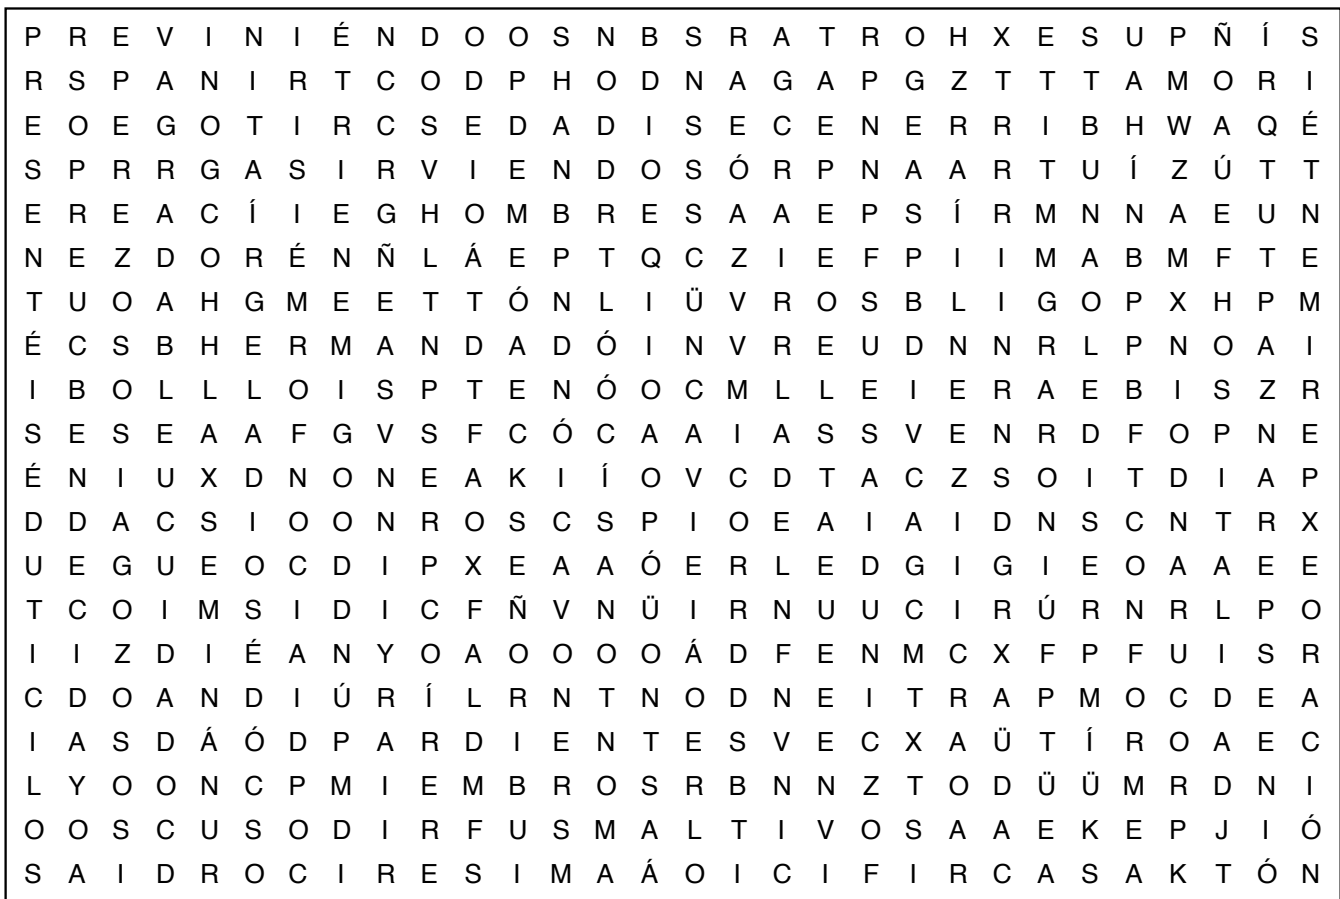 P R E V I N I É N D O O S N B S R A T R O H X E S U P Ñ Í S
R S P A N I R T C O D P H O D N A G A P G Z T T T A M O R I
E O E G O T I R C S E D A D I S E C E N E R R I B H W A Q É
S P R R G A S I R V I E N D O S Ó R P N A A R T U Í Z Ú T T
E R E A C Í I E G H O M B R E S A A E P S Í R M N N A E U N
N E Z D O R É N Ñ L Á E P T Q C Z I E F P I I M A B M F T E
T U O A H G M E E T T Ó N L I Ü V R O S B L I G O P X H P M
É C S B H E R M A N D A D Ó I N V R E U D N N R L P N O A I
I B O L L L O I S P T E N Ó O C M L L E I E R A E B I S Z R
S E S E A A F G V S F C Ó C A A I A S S V E N R D F O P N E
É N I U X D N O N E A K I Í O V C D T A C Z S O I T D I A P
D D A C S I O O N R O S C S P I O E A I A I D N S C N T R X
U E G U E O C D I P X E A A Ó E R L E D G I G I E O A A E E
T C O I M S I D I C F Ñ V N Ü I R N U U C I R Ú R N R L P O
I I Z D I É A N Y O A O O O O Á D F E N M C X F P F U I S R
C D O A N D I Ú R Í L R N T N O D N E I T R A P M O C D E A
I A S D Á Ó D P A R D I E N T E S V E C X A Ü T Í R O A E C
L Y O O N C P M I E M B R O S R B N N Z T O D Ü Ü M R D N I
O O S C U S O D I R F U S M A L T I V O S A A E K E P J I Ó
S A I D R O C I R E S I M A Á O I C I F I R C A S A K T Ó N